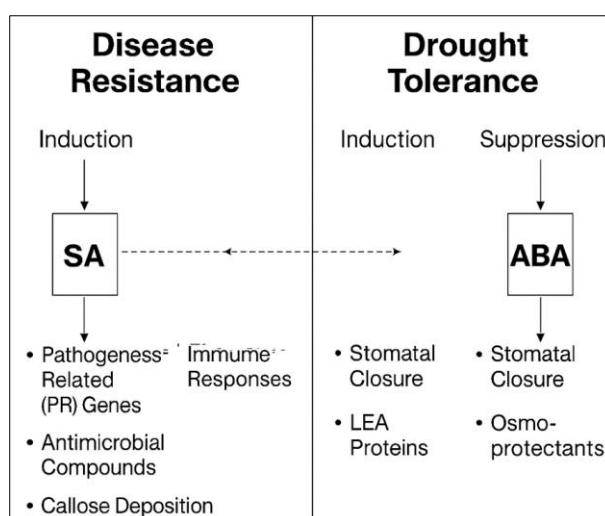 Disease
Resistance
Induction
SA
• Pathogeness-
Related
(PR) Genes
Immume
Responses
• Antimicrobial
Compounds
• Callose Deposition
Drought
Tolerance
Induction
Suppression
ABA
• Stomatal
Closure
• LEA
Proteins
• Stomatal
Closure
• Osmo-
protectants